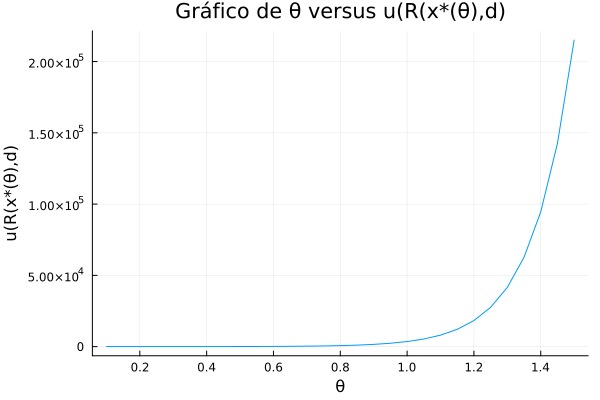 Gráfico de θ versus u(R(x*(θ),d)
u(R(x*(θ),d)
2.00×10⁵
1.50×10⁵
1.00×10⁵
5.00×10⁴
0
0.2 0.4 0.6 0.8 1.0 1.2 1.4
θ